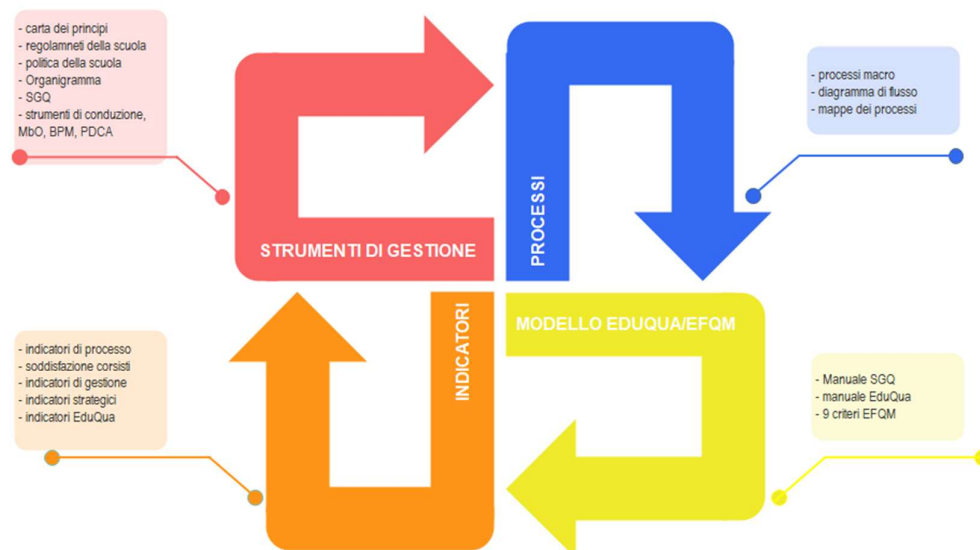 - carta dei principi
- regolamneti della scuola
- politica della scuola
- Organigramma
- SGQ
- strumenti di conduzione,
MbO, BPM, PDCA
- processi macro
- diagramma di flusso
- mappe dei processi
STRUMENTI DI GESTIONE
PROCESSI
INDICATORI
MODELLO EDUQUA/EFQM
- indicatori di processo
- soddisfazione corsisti
- indicatori di gestione
- indicatori strategici
- indicatori EduQua
- Manuale SGQ
- manuale EduQua
- 9 criteri EFQM